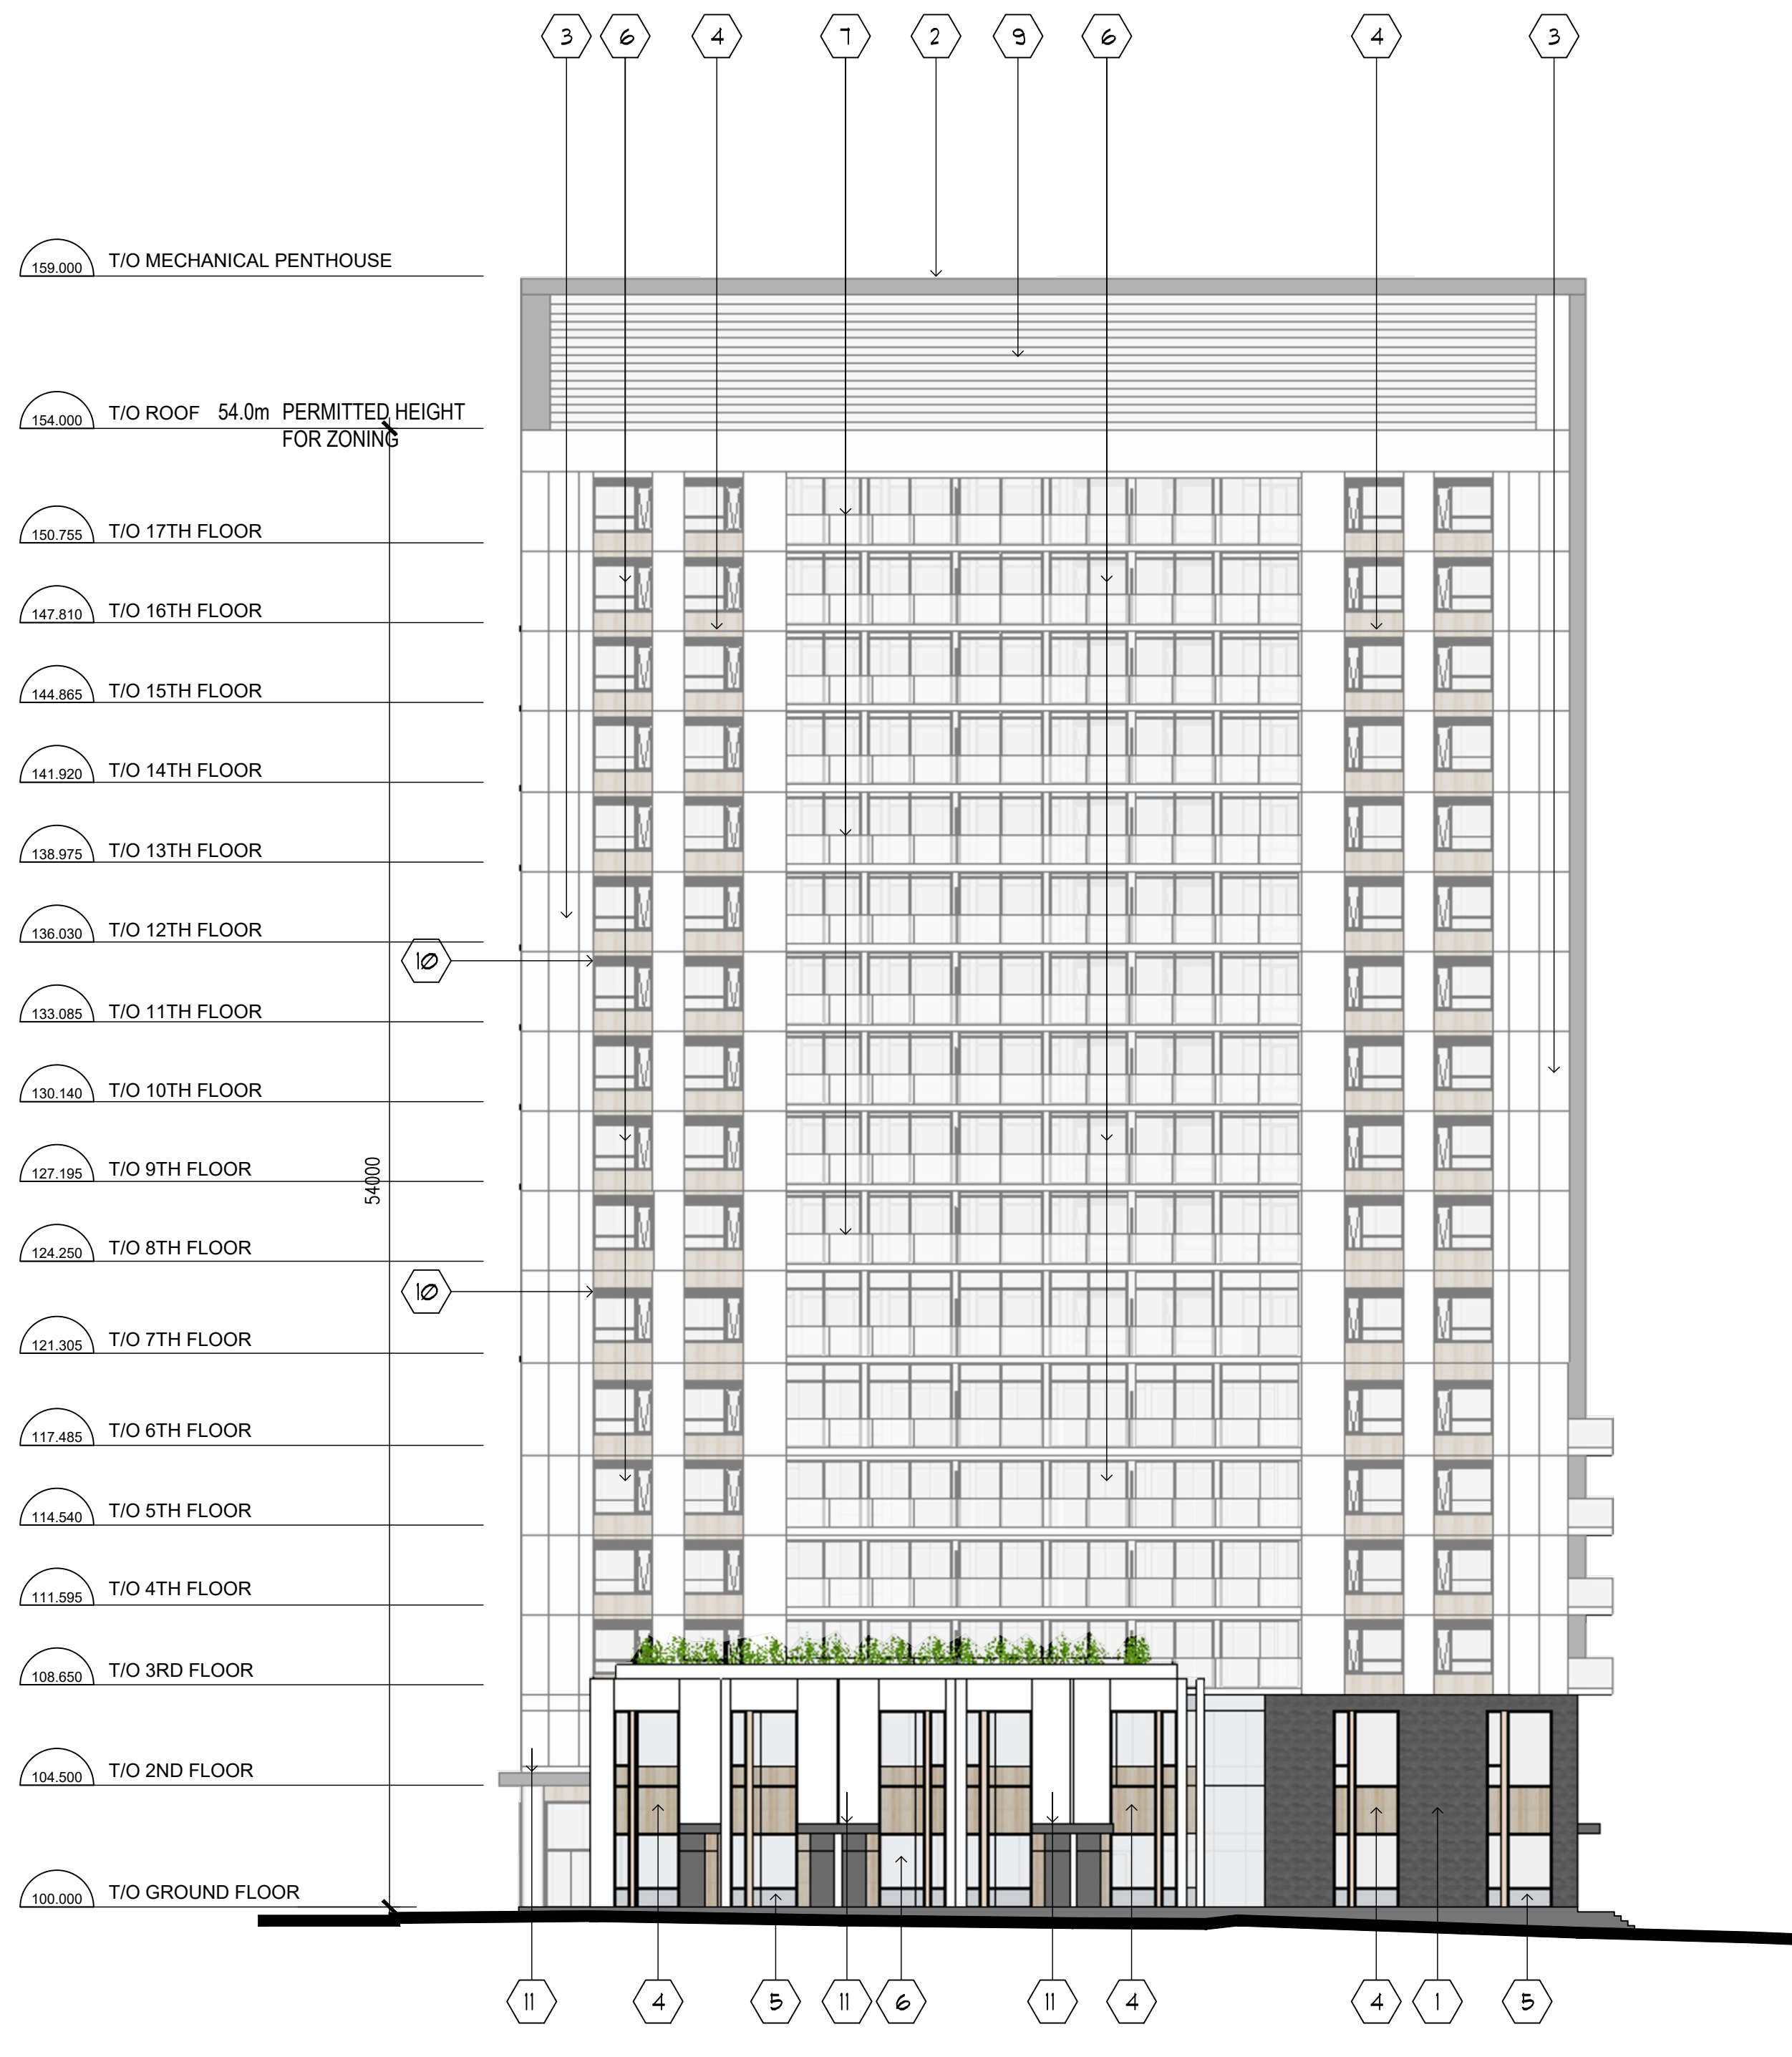 3 6 4 7 2 9 6 4 3
159.000 T/O MECHANICAL PENTHOUSE
154.000 T/O ROOF 54.0m PERMITTED HEIGHT
FOR ZONING
150.755 T/O 17TH FLOOR
147.810 T/O 16TH FLOOR
144.865 T/O 15TH FLOOR
141.920 T/O 14TH FLOOR
138.975 T/O 13TH FLOOR
136.030 T/O 12TH FLOOR
10
133.085 T/O 11TH FLOOR
130.140 T/O 10TH FLOOR
127.195 T/O 9TH FLOOR
54000
124.250 T/O 8TH FLOOR
10
121.305 T/O 7TH FLOOR
117.485 T/O 6TH FLOOR
114.540 T/O 5TH FLOOR
111.595 T/O 4TH FLOOR
108.650 T/O 3RD FLOOR
104.500 T/O 2ND FLOOR
100.000 T/O GROUND FLOOR
11 4 5 11 6 11 4 4 1 5